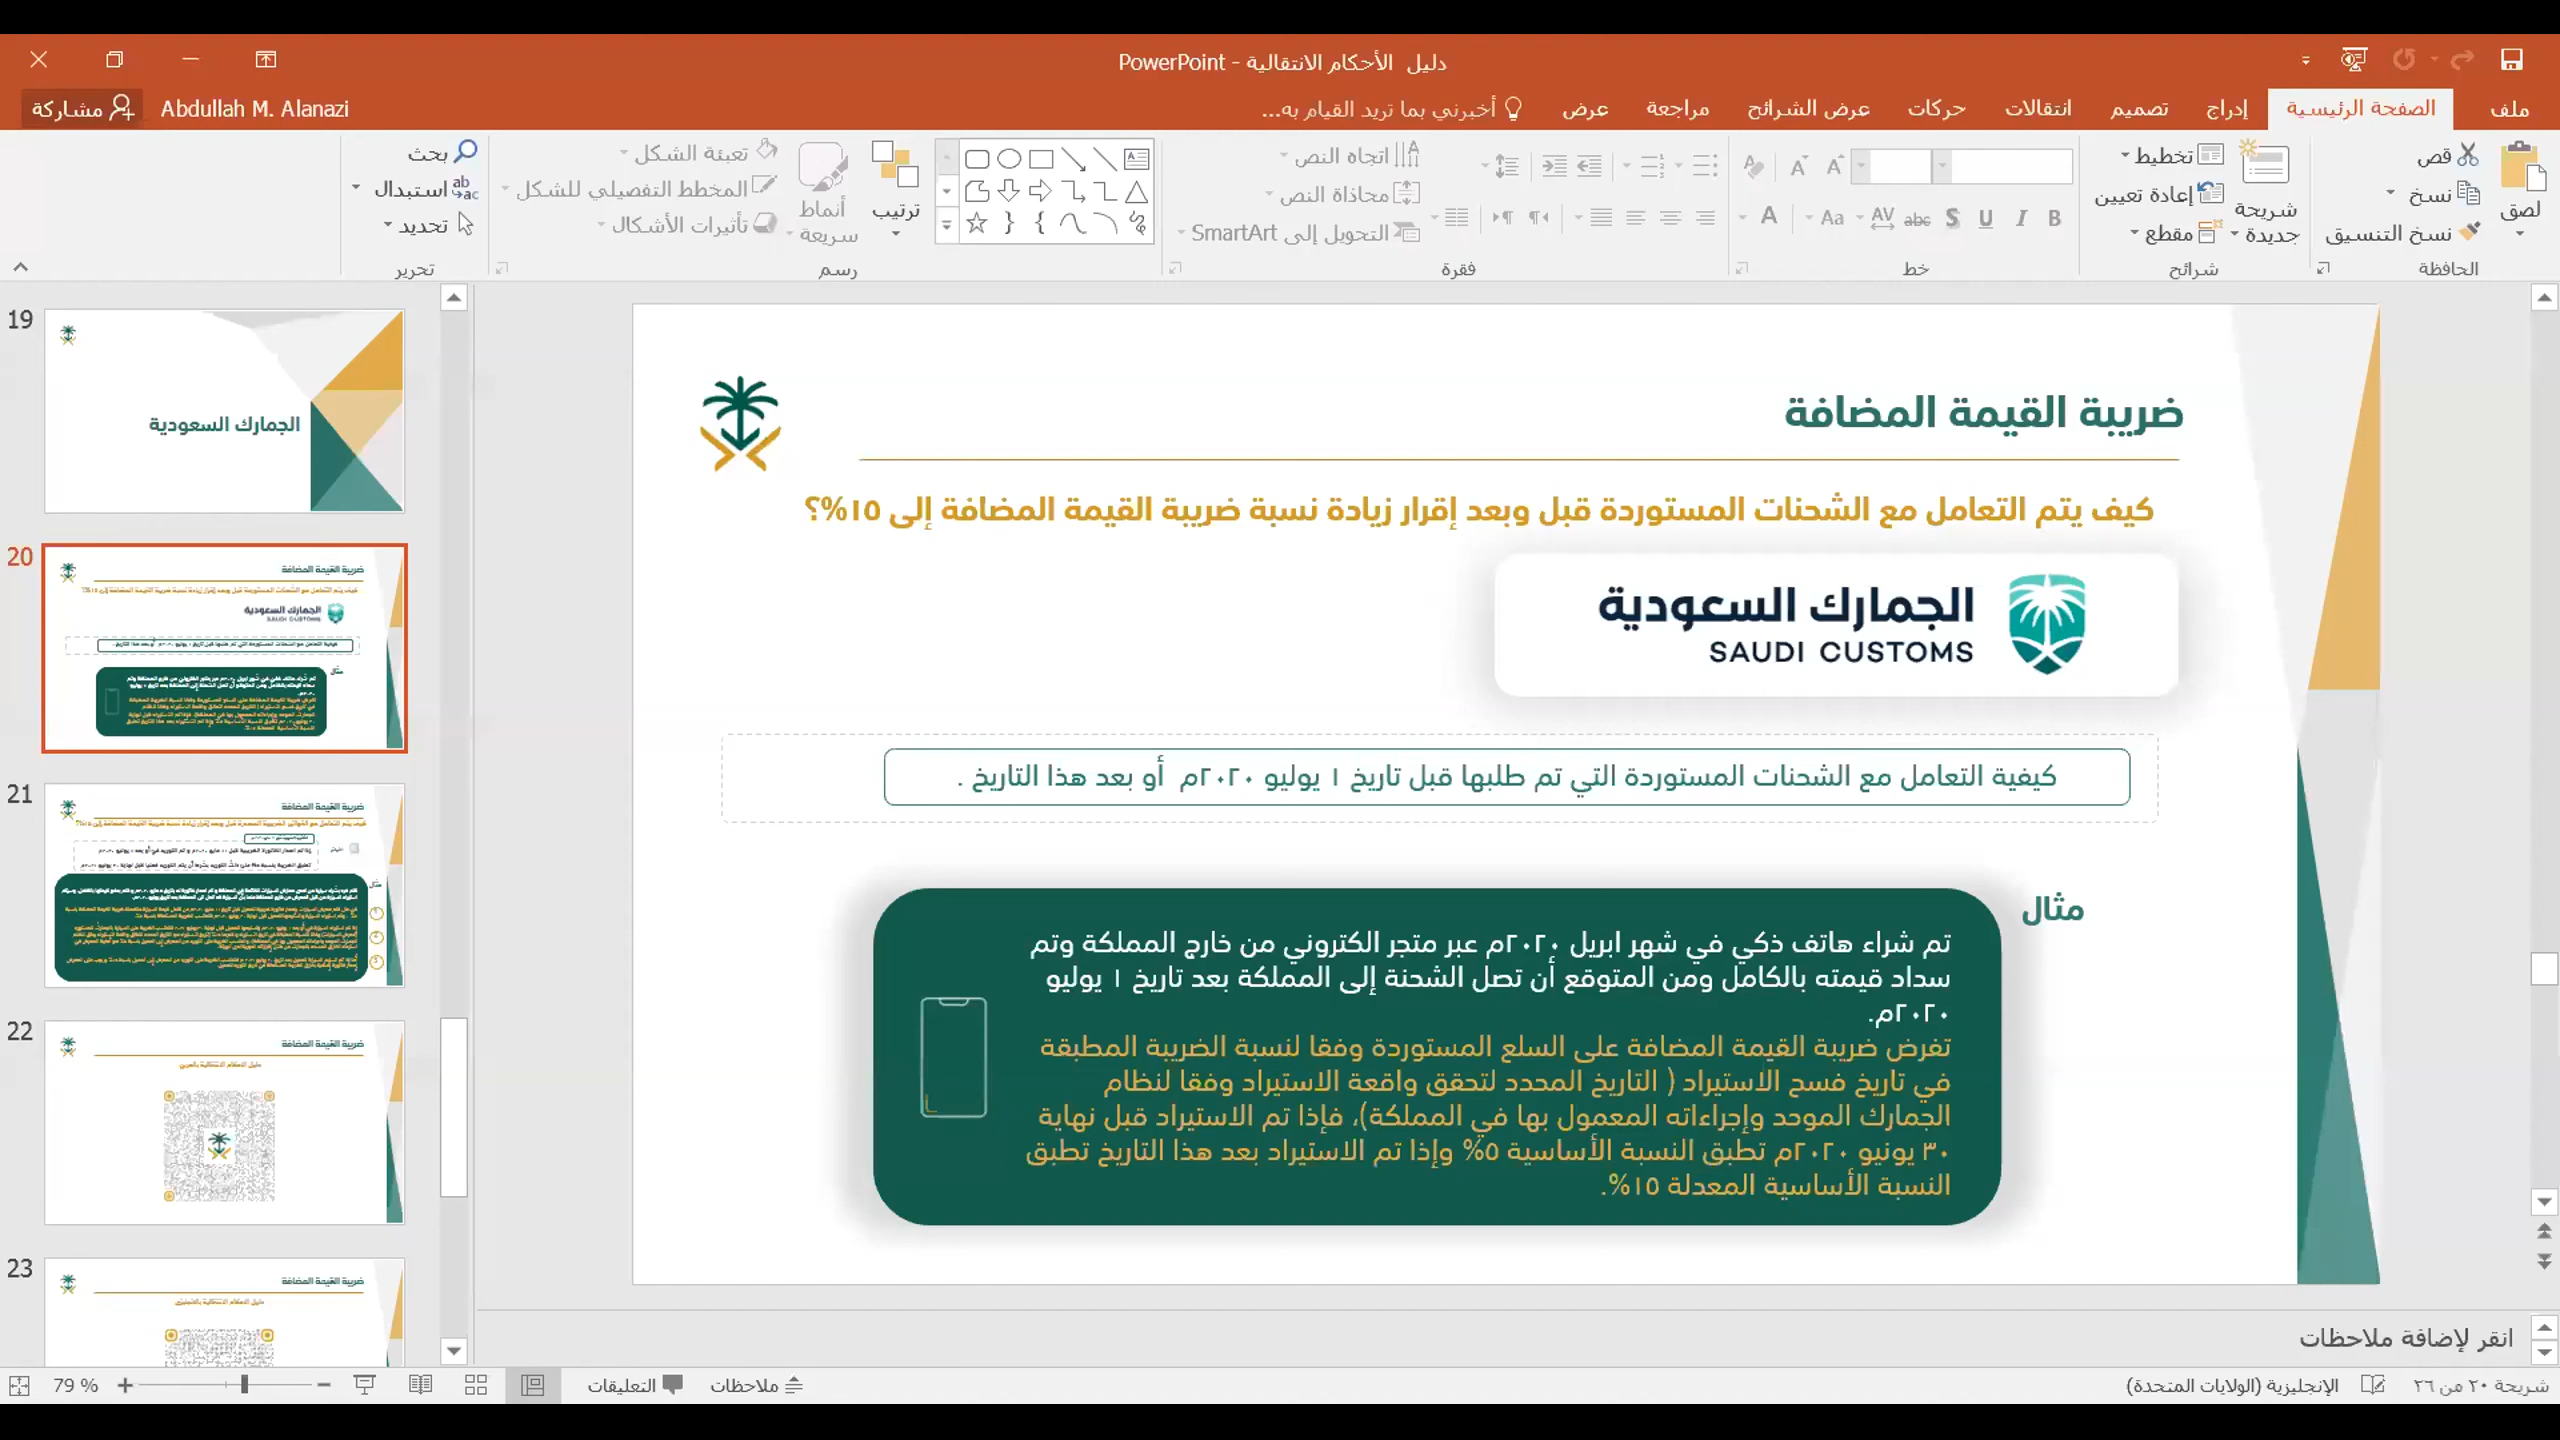 دليل الأحكام الانتقالية - PowerPoint
ملف
الصفحة الرئيسية
إدراج
تصميم
انتقالات
حركات
عرض الشرائح
مراجعة
عرض
أخبرني بما تريد القيام به...
Abdullah M. Alanazi
مشاركة
لصق
قص
نسخ
نسخ التنسيق
الحافظة
شريحة جديدة
تخطيط
إعادة تعيين
مقطع
شرائح
خط
اتجاه النص
محاذاة النص
التحويل إلى SmartArt
فقرة
ترتيب
أنماط سريعة
تعبئة الشكل
المخطط التفصيلي للشكل
تأثيرات الأشكال
رسم
بحث
استبدال
تحديد
تحرير
19
الجمارك السعودية
20
21
22
23
ضريبة القيمة المضافة
كيف يتم التعامل مع الشحنات المستوردة قبل وبعد إقرار زيادة نسبة ضريبة القيمة المضافة إلى ١٥%؟
الجمارك السعودية
SAUDI CUSTOMS
كيفية التعامل مع الشحنات المستوردة التي تم طلبها قبل تاريخ ١ يوليو ٢٠٢٠م أو بعد هذا التاريخ .
مثال
تم شراء هاتف ذكي في شهر ابريل ٢٠٢٠م عبر متجر الكتروني من خارج المملكة وتم
سداد قيمته بالكامل ومن المتوقع أن تصل الشحنة إلى المملكة بعد تاريخ ١ يوليو
٢٠٢٠م.
تفرض ضريبة القيمة المضافة على السلع المستوردة وفقا لنسبة الضريبة المطبقة
في تاريخ فسح الاستيراد ( التاريخ المحدد لتحقق واقعة الاستيراد وفقا لنظام
الجمارك الموحد وإجراءاته المعمول بها في المملكة)، فإذا تم الاستيراد قبل نهاية
٣٠ يونيو ٢٠٢٠م تطبق النسبة الأساسية ٥% وإذا تم الاستيراد بعد هذا التاريخ تطبق
النسبة الأساسية المعدلة ١٥%.
انقر لإضافة ملاحظات
شريحة ٢٠ من ٢٦
الإنجليزية (الولايات المتحدة)
ملاحظات
التعليقات
79 %